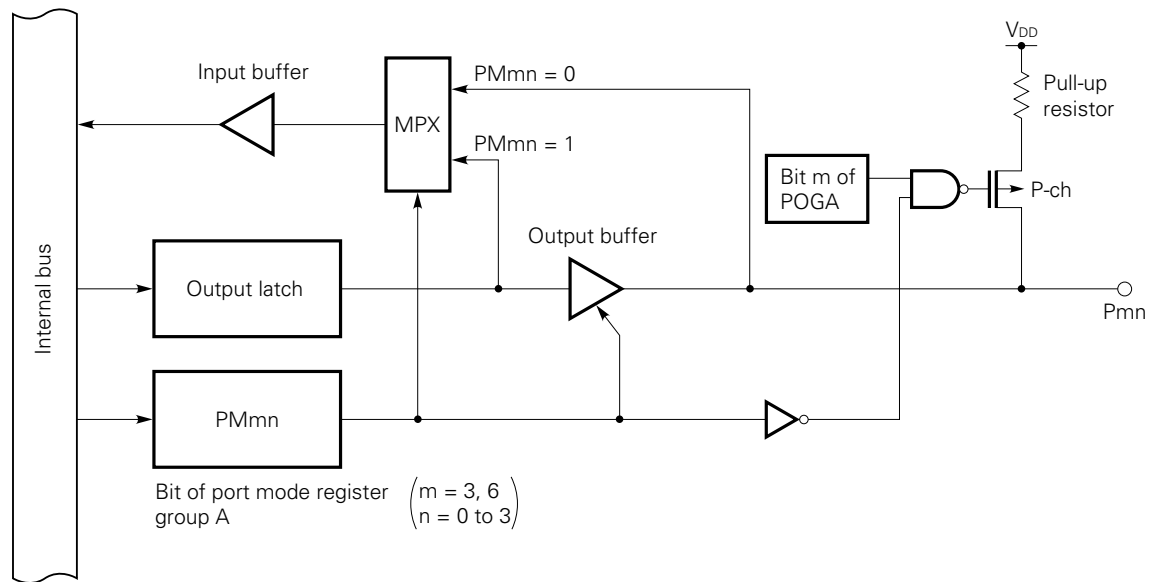 VDD
Input buffer
PMmn = 0
Pull-up
resistor
MPX
PMmn = 1
Bit m of
POGA
P-ch
Output buffer
Internal bus
Output latch
Pmn
PMmn
Bit of port mode register
group A
m = 3, 6
n = 0 to 3